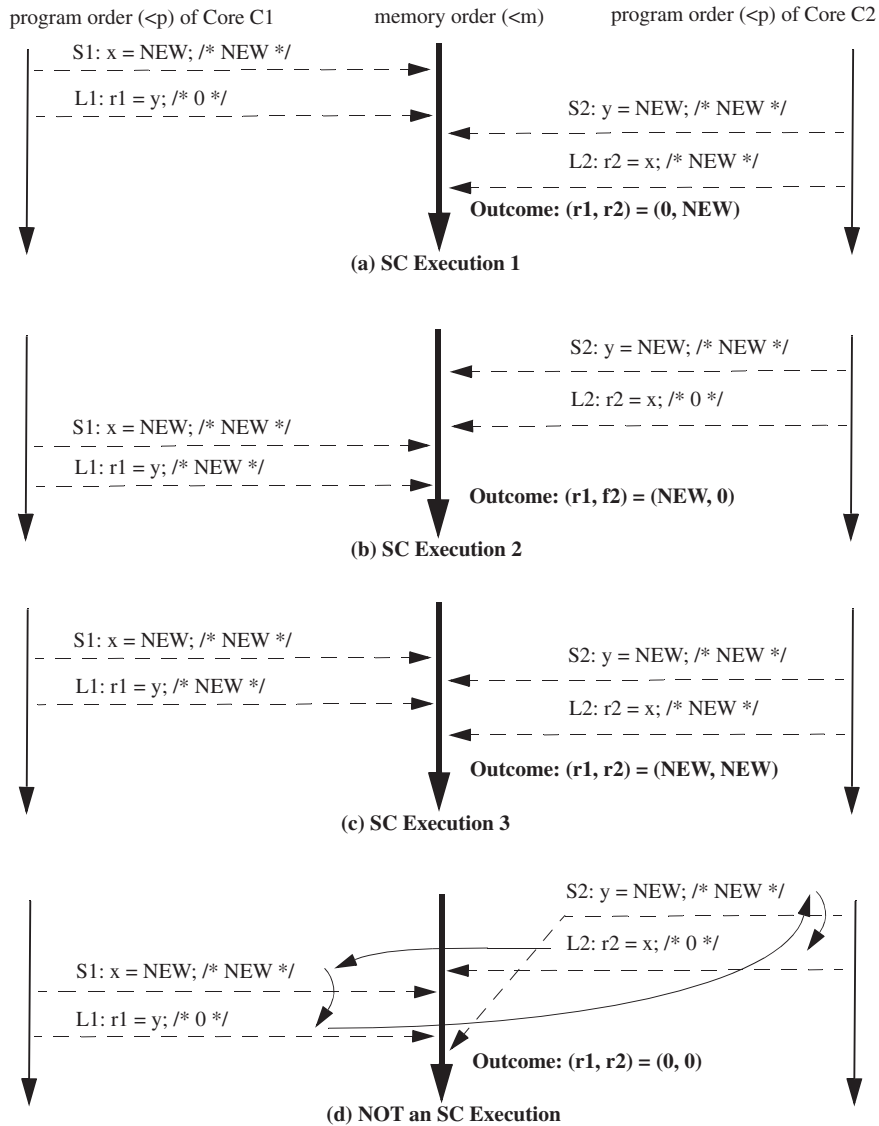 program order (<p) of Core C1 memory order (<m) program order (<p) of Core C2
S1: x = NEW; /* NEW */
L1: r1 = y; /* 0 */
S2: y = NEW; /* NEW */
L2: r2 = x; /* NEW */
Outcome: (r1, r2) = (0, NEW)
(a) SC Execution 1
S2: y = NEW; /* NEW */
L2: r2 = x; /* 0 */
S1: x = NEW; /* NEW */
L1: r1 = y; /* NEW */
Outcome: (r1, f2) = (NEW, 0)
(b) SC Execution 2
S1: x = NEW; /* NEW */
S2: y = NEW; /* NEW */
L1: r1 = y; /* NEW */
L2: r2 = x; /* NEW */
Outcome: (r1, r2) = (NEW, NEW)
(c) SC Execution 3
S2: y = NEW; /* NEW */
L2: r2 = x; /* 0 */
S1: x = NEW; /* NEW */
L1: r1 = y; /* 0 */
Outcome: (r1, r2) = (0, 0)
(d) NOT an SC Execution